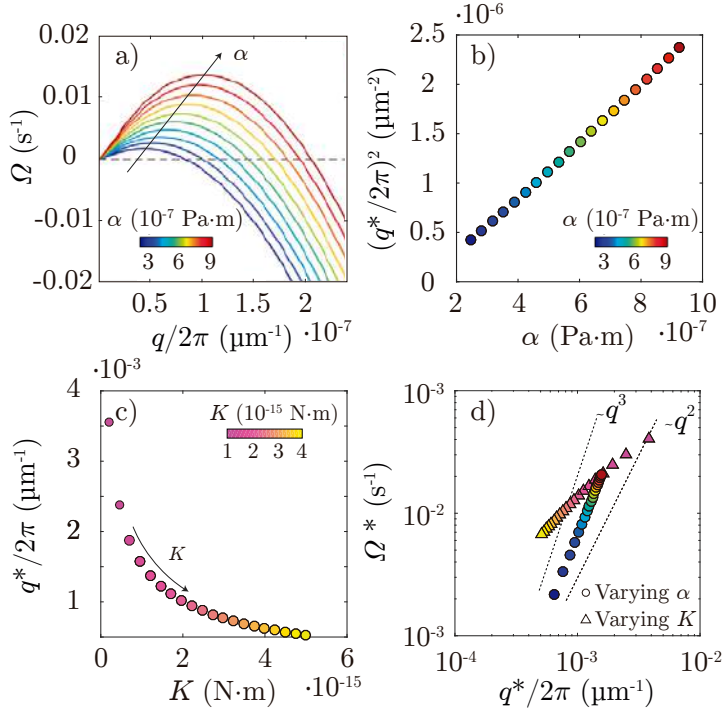 a)
α
Ω (s⁻¹)
0.02
0.01
0
-0.01
-0.02
α (10⁻⁷ Pa·m)
3 6 9
0.5 1 1.5 2
·10⁻⁷
q/2π (µm⁻¹)
b)
·10⁻⁶
(q*/2π)² (µm⁻²)
2.5
2
1.5
1
0.5
0
α (10⁻⁷ Pa·m)
3 6 9
2 4 6 8 10
·10⁻⁷
α (Pa·m)
c)
·10⁻³
q*/2π (µm⁻¹)
4
3
2
1
K (10⁻¹⁵ N·m)
1 2 3 4
K
0 2 4 6
·10⁻¹⁵
K (N·m)
d)
Ω* (s⁻¹)
10⁻³
10⁻²
10⁻³
~q³
~q²
Varying α
Varying K
10⁻⁴ 10⁻³ 10⁻²
q*/2π (µm⁻¹)